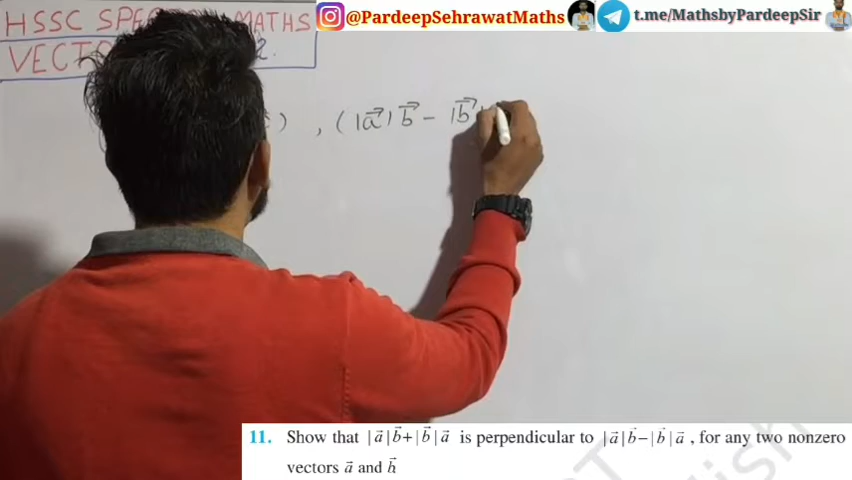 HSSC SPE MATHS
@PardeepSehrawatMaths
t.me/MathsbyPardeepSir
VECTO 2.
) , ( |a⃗| b⃗ - |b⃗|
11. Show that |a⃗|b⃗+|b⃗|a⃗ is perpendicular to |a⃗|b⃗-|b⃗|a⃗, for any two nonzero
vectors a⃗ and b⃗